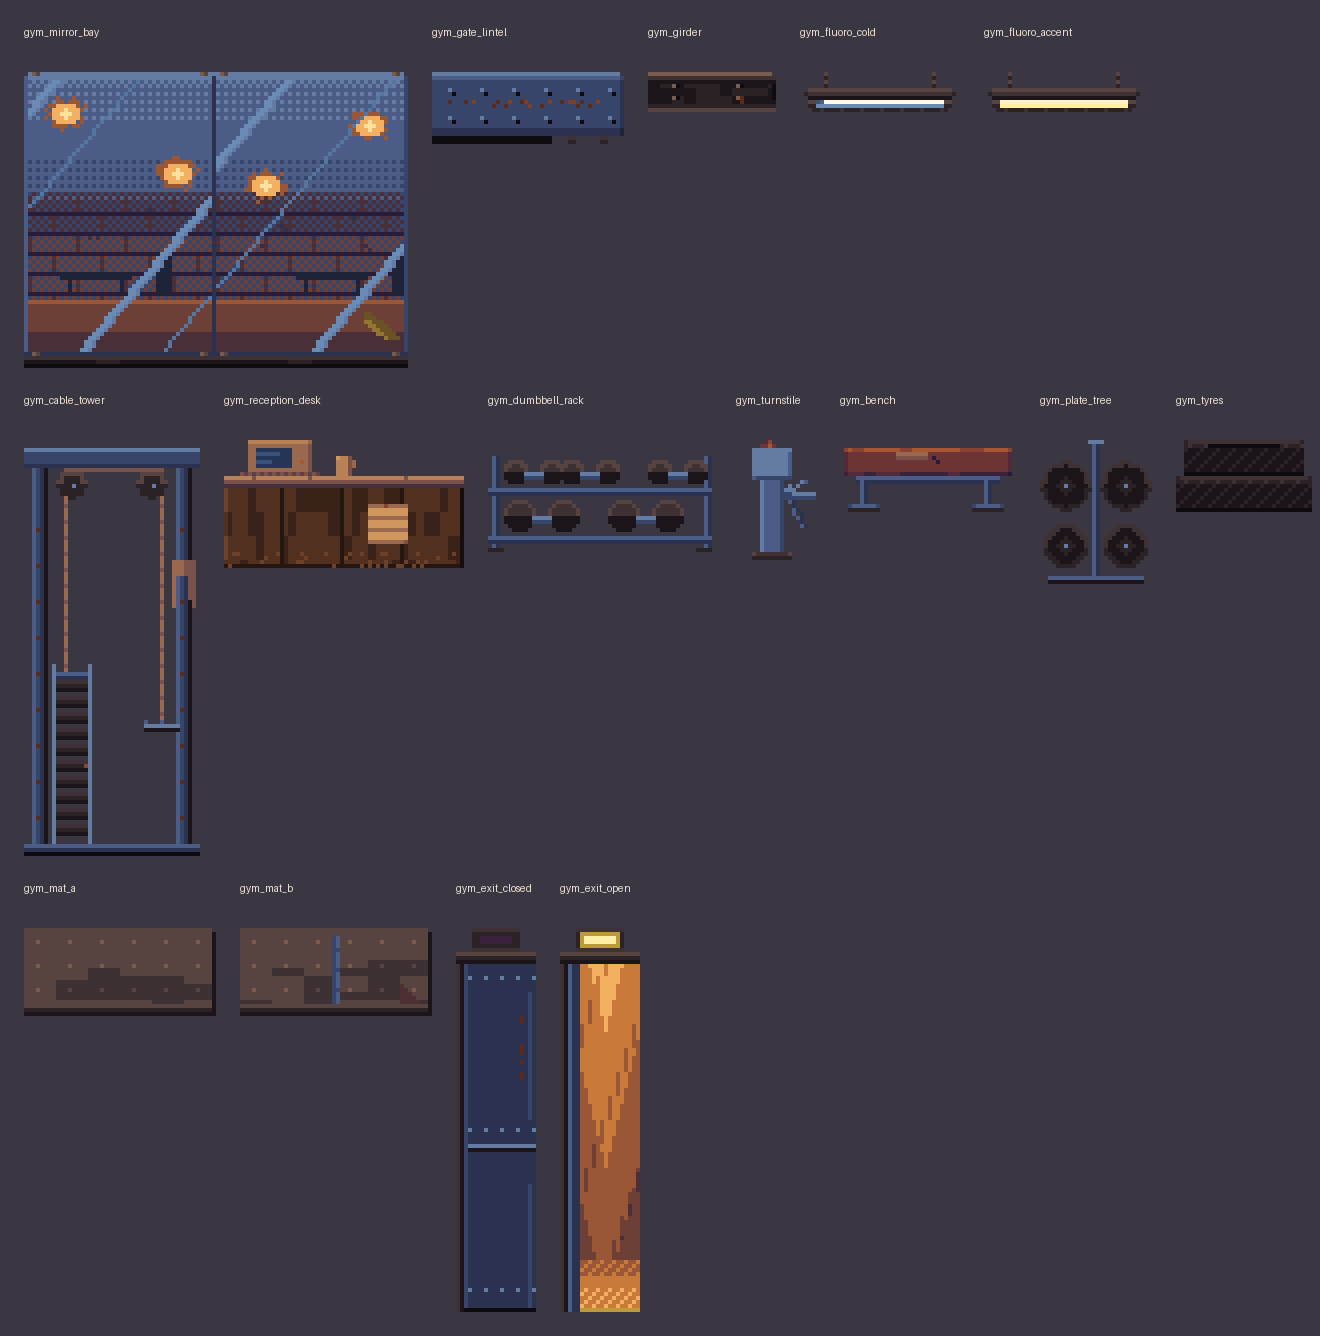 gym_mirror_bay
gym_gate_lintel
gym_girder
gym_fluoro_cold
gym_fluoro_accent
gym_cable_tower
gym_reception_desk
gym_dumbbell_rack
gym_turnstile
gym_bench
gym_plate_tree
gym_tyres
gym_mat_a
gym_mat_b
gym_exit_closed
gym_exit_open